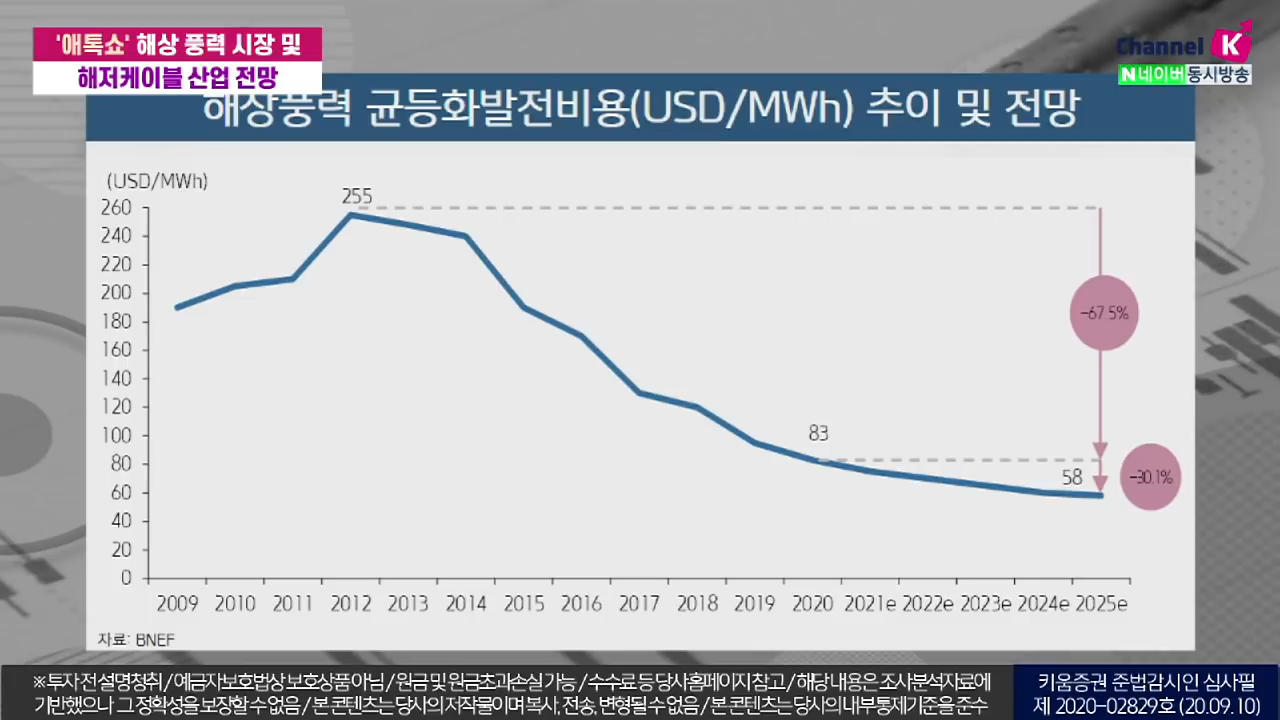 '애톡쇼' 해상 풍력 시장 및
해저케이블 산업 전망
Channel K
N 네이버 동시방송
해상풍력 균등화발전비용(USD/MWh) 추이 및 전망
(USD/MWh)
260
240
220
200
180
160
140
120
100
80
60
40
20
0
255
83
58
-67.5%
-30.1%
2009 2010 2011 2012 2013 2014 2015 2016 2017 2018 2019 2020 2021e 2022e 2023e 2024e 2025e
자료: BNEF
※ 투자 전 설명청취 / 예금자보호법상 보호상품 아님 / 원금 및 원금초과손실 가능 / 수수료 등 당사홈페이지 참고 / 해당 내용은 조사분석자료에
기반했으나 그 정확성을 보장할 수 없음 / 본 콘텐츠는 당사의 저작물이며 복사, 전송, 변형될 수 없음 / 본 콘텐츠는 당사의 내부통제기준을 준수
키움증권 준법감시인 심사필
제 2020-02829호 (20.09.10)